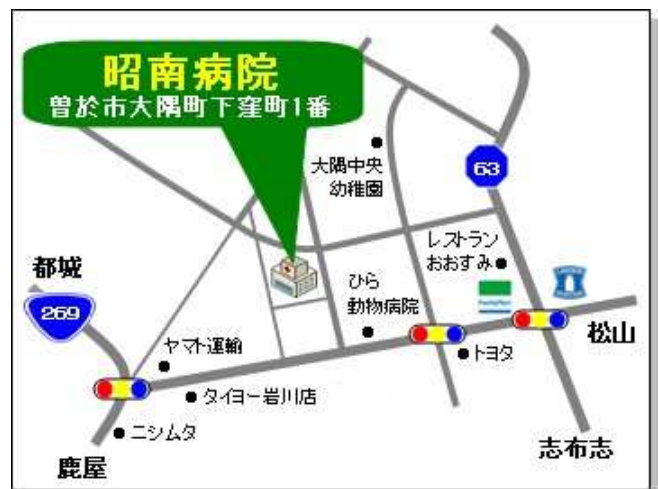 昭南病院
曽於市大隅町下窪町1番
大隅中央
幼稚園
63
レストラン
おおすみ
都城
269
ひら
動物病院
FamilyMart
松山
ヤマト運輸
トヨタ
タイヨー岩川店
ニシムタ
志布志
鹿屋